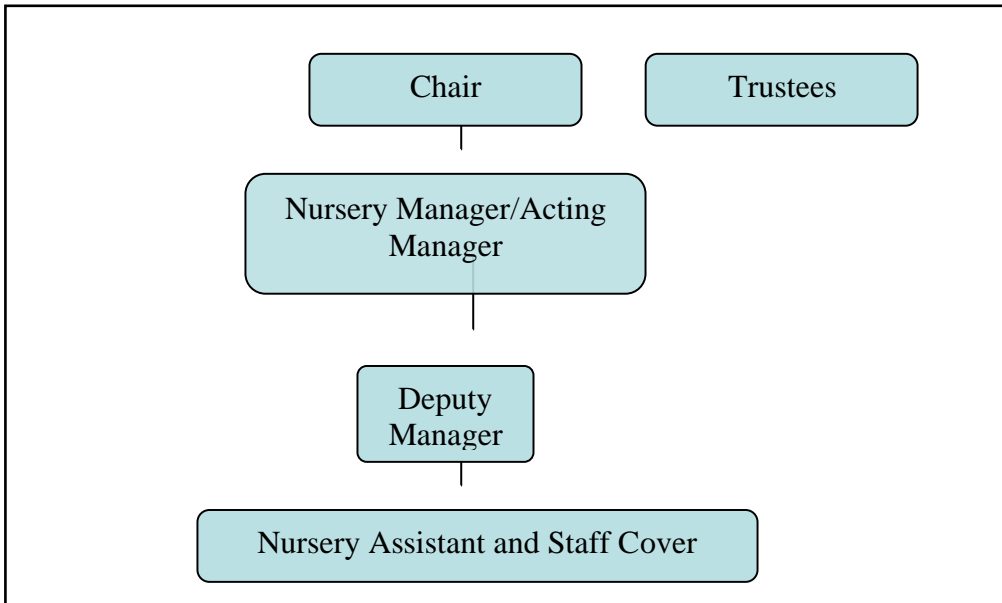 Chair
Trustees
Nursery Manager/Acting
Manager
Deputy
Manager
Nursery Assistant and Staff Cover